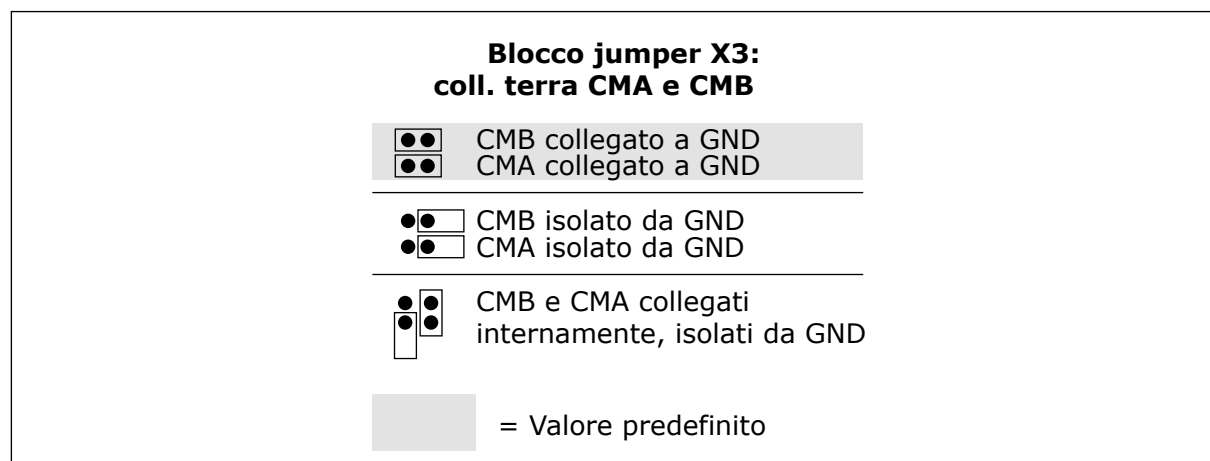 Blocco jumper X3:
coll. terra CMA e CMB
CMB collegato a GND
CMA collegato a GND
CMB isolato da GND
CMA isolato da GND
CMB e CMA collegati
internamente, isolati da GND
= Valore predefinito